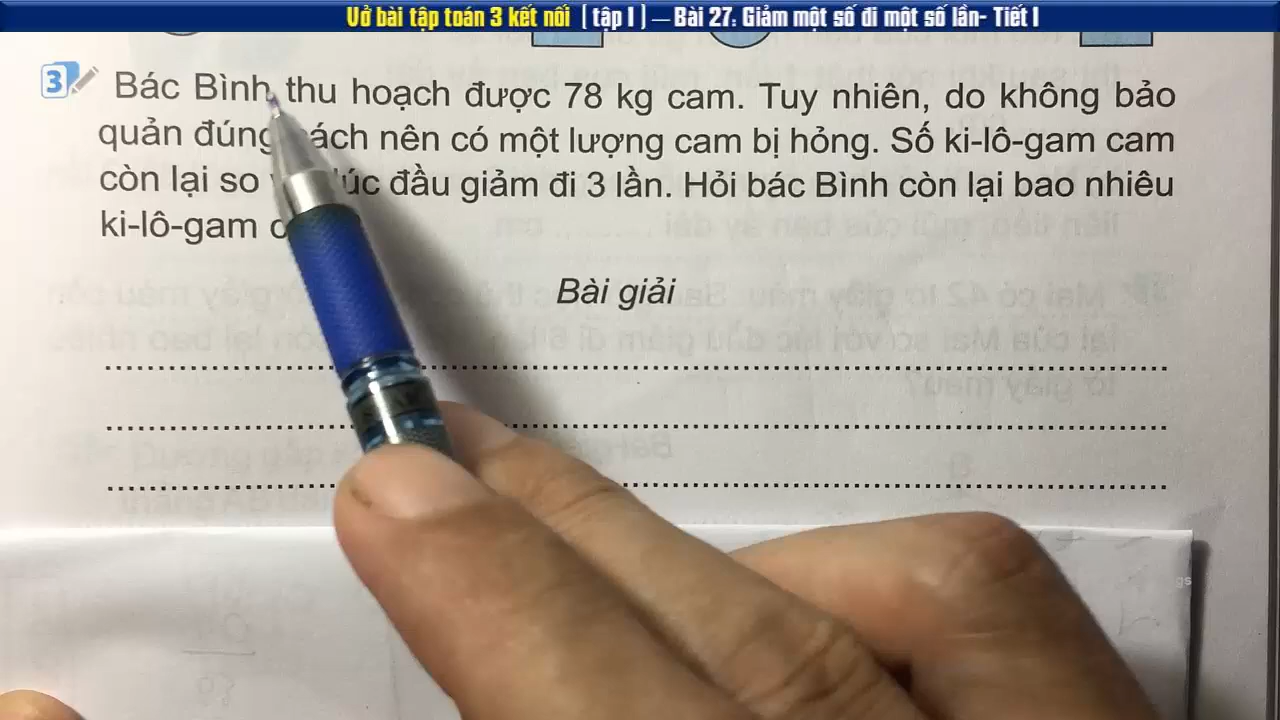 Vở bài tập toán 3 kết nối ( tập 1 ) – Bài 27: Giảm một số đi một số lần- Tiết 1
3 Bác Bình thu hoạch được 78 kg cam. Tuy nhiên, do không bảo
quản đúng nên có một lượng cam bị hỏng. Số ki-lô-gam cam
còn lại so lúc đầu giảm đi 3 lần. Hỏi bác Bình còn lại bao nhiêu
ki-lô-gam
Bài giải